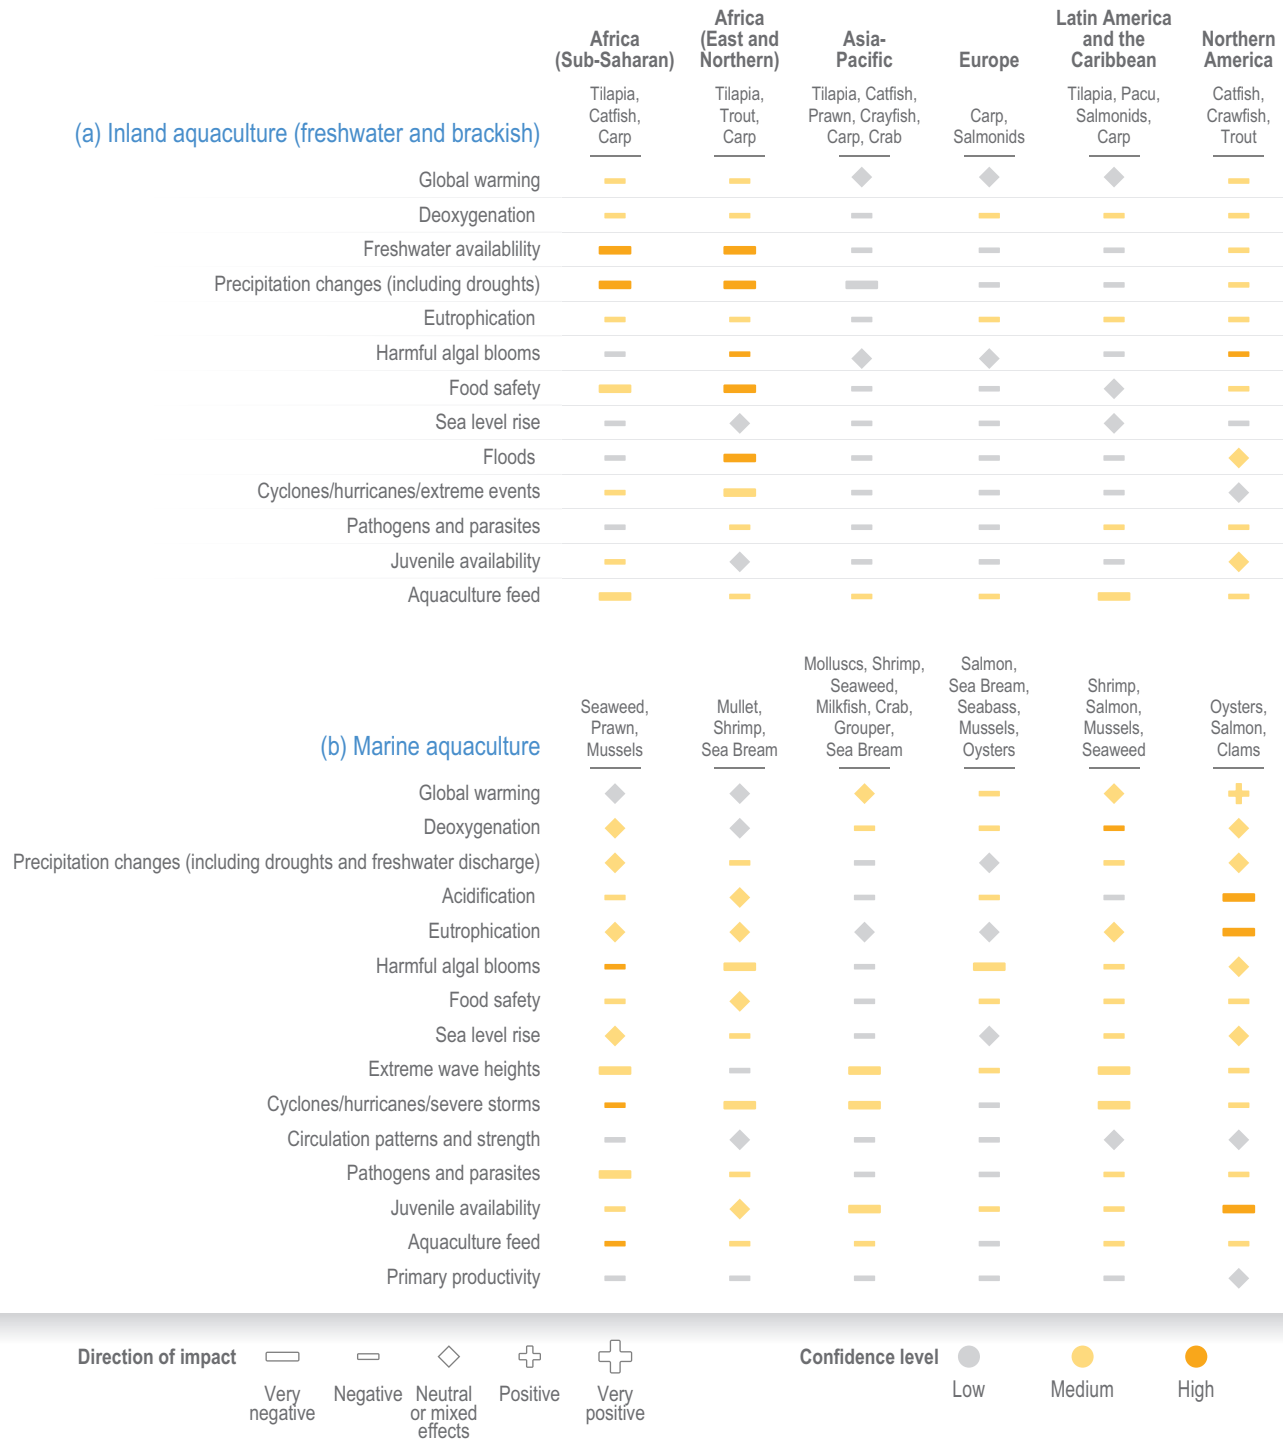 Africa
(Sub-Saharan)
Africa
(East and
Northern)
Asia-
Pacific
Europe
Latin America
and the
Caribbean
Northern
America
(a) Inland aquaculture (freshwater and brackish)
Tilapia,
Catfish,
Carp
Tilapia,
Trout,
Carp
Tilapia, Catfish,
Prawn, Crayfish,
Carp, Crab
Carp,
Salmonids
Tilapia, Pacu,
Salmonids,
Carp
Catfish,
Crawfish,
Trout
Global warming
Deoxygenation
Freshwater availablility
Precipitation changes (including droughts)
Eutrophication
Harmful algal blooms
Food safety
Sea level rise
Floods
Cyclones/hurricanes/extreme events
Pathogens and parasites
Juvenile availability
Aquaculture feed
(b) Marine aquaculture
Seaweed,
Prawn,
Mussels
Mullet,
Shrimp,
Sea Bream
Molluscs, Shrimp,
Seaweed,
Milkfish, Crab,
Grouper,
Sea Bream
Salmon,
Sea Bream,
Seabass,
Mussels,
Oysters
Shrimp,
Salmon,
Mussels,
Seaweed
Oysters,
Salmon,
Clams
Global warming
Deoxygenation
Precipitation changes (including droughts and freshwater discharge)
Acidification
Eutrophication
Harmful algal blooms
Food safety
Sea level rise
Extreme wave heights
Cyclones/hurricanes/severe storms
Circulation patterns and strength
Pathogens and parasites
Juvenile availability
Aquaculture feed
Primary productivity
Direction of impact
Very
negative
Negative
Neutral
or mixed
effects
Positive
Very
positive
Confidence level
Low
Medium
High